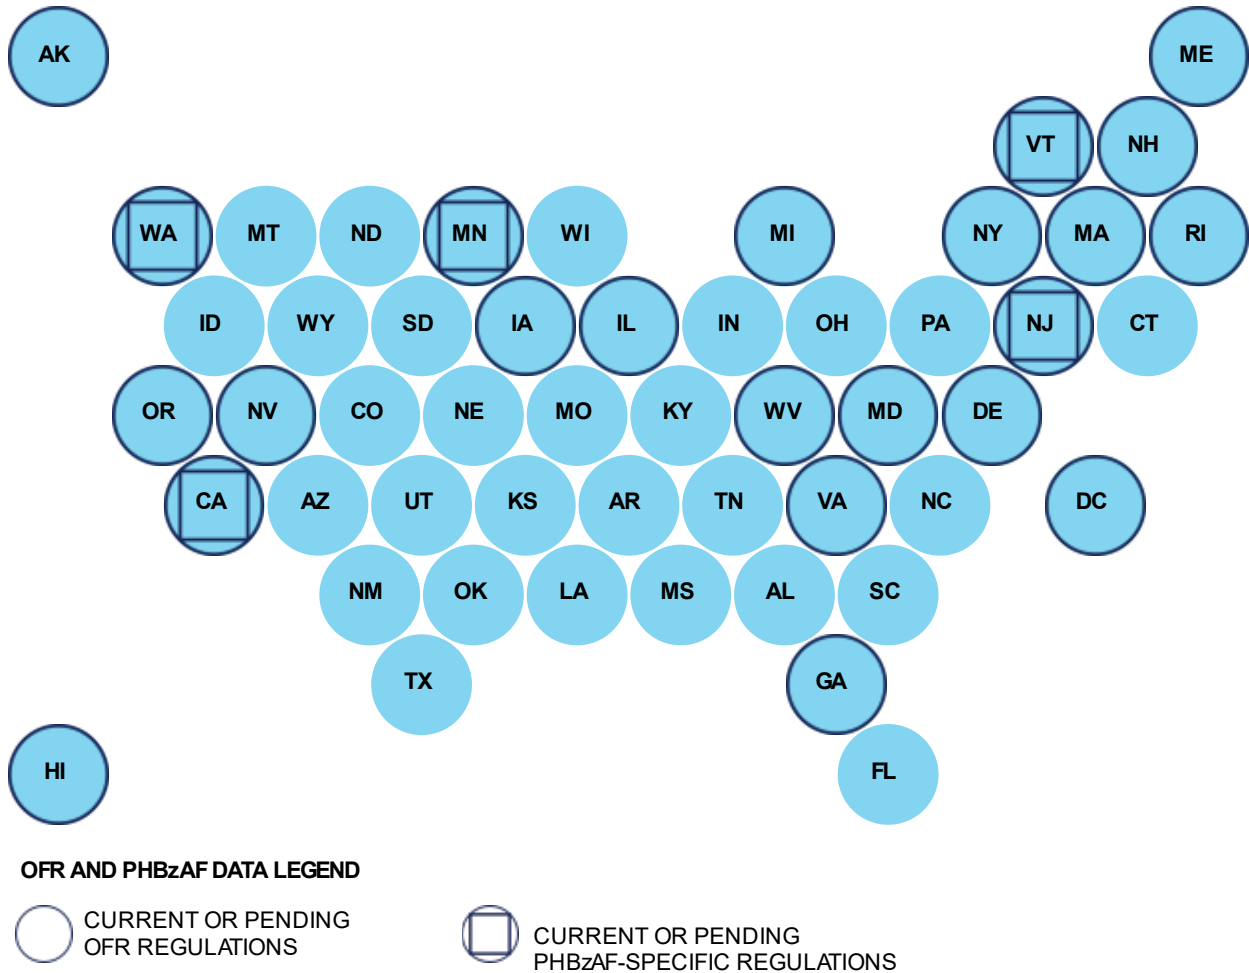 AK
ME
VT
NH
WA
MT
ND
MN
WI
MI
NY
MA
RI
ID
WY
SD
IA
IL
IN
OH
PA
NJ
CT
OR
NV
CO
NE
MO
KY
WV
MD
DE
CA
AZ
UT
KS
AR
TN
VA
NC
DC
NM
OK
LA
MS
AL
SC
TX
GA
HI
FL
OFR AND PHBzAF DATA LEGEND
CURRENT OR PENDING
OFR REGULATIONS
CURRENT OR PENDING
PHBzAF-SPECIFIC REGULATIONS